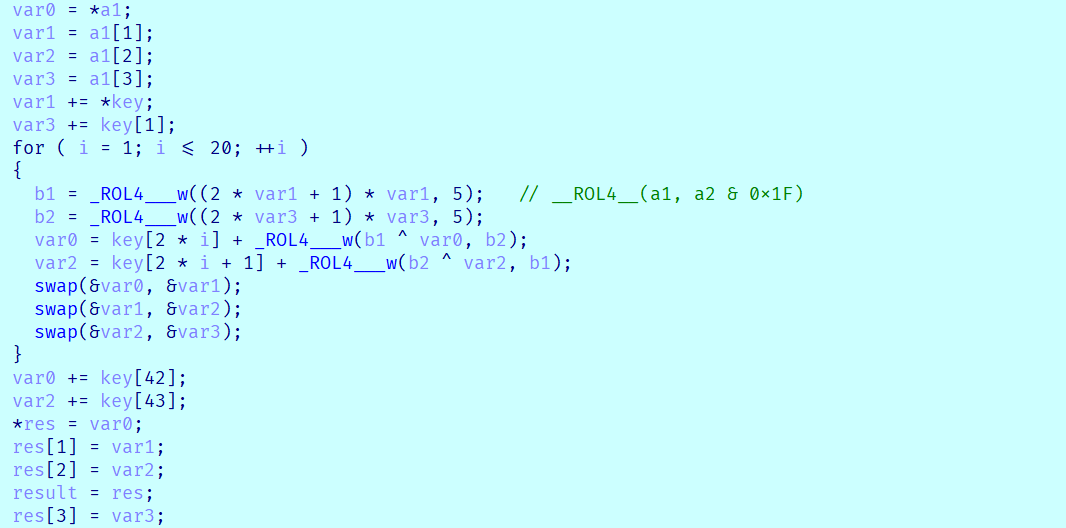 var0 = *a1;
var1 = a1[1];
var2 = a1[2];
var3 = a1[3];
var1 += *key;
var3 += key[1];
for ( i = 1; i <= 20; ++i )
{
  b1 = _ROL4___w((2 * var1 + 1) * var1, 5);   // __ROL4__(a1, a2 & 0x1F)
  b2 = _ROL4___w((2 * var3 + 1) * var3, 5);
  var0 = key[2 * i] + _ROL4___w(b1 ^ var0, b2);
  var2 = key[2 * i + 1] + _ROL4___w(b2 ^ var2, b1);
  swap(&var0, &var1);
  swap(&var1, &var2);
  swap(&var2, &var3);
}
var0 += key[42];
var2 += key[43];
*res = var0;
res[1] = var1;
res[2] = var2;
result = res;
res[3] = var3;